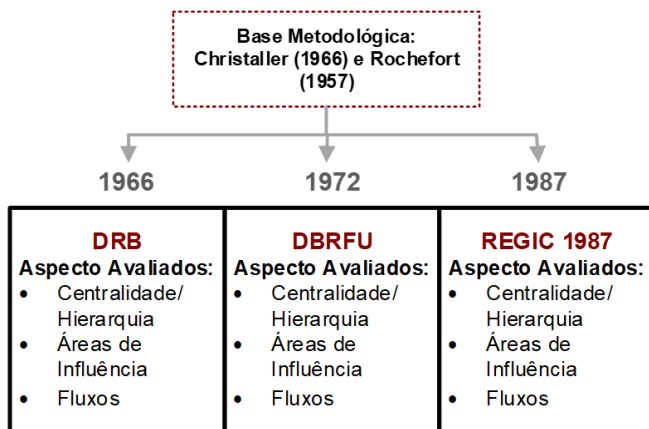 Base Metodológica:
Christaller (1966) e Rochefort
(1957)
1966
1972
1987
DRB
Aspecto Avaliados:
• Centralidade/
Hierarquia
• Áreas de
Influência
• Fluxos
DBRFU
Aspecto Avaliados:
• Centralidade/
Hierarquia
• Áreas de
Influência
• Fluxos
REGIC 1987
Aspecto Avaliados:
• Centralidade/
Hierarquia
• Áreas de
Influência
• Fluxos